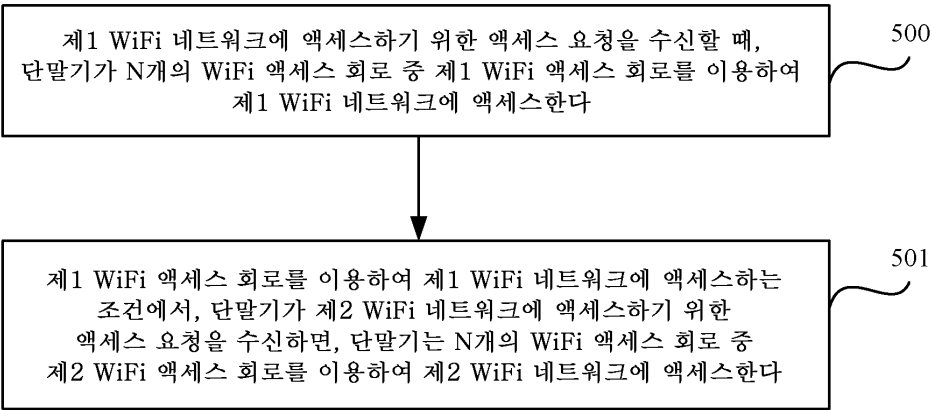 제1 WiFi 네트워크에 액세스하기 위한 액세스 요청을 수신할 때,
단말기가 N개의 WiFi 액세스 회로 중 제1 WiFi 액세스 회로를 이용하여
제1 WiFi 네트워크에 액세스한다
500
제1 WiFi 액세스 회로를 이용하여 제1 WiFi 네트워크에 액세스하는
조건에서, 단말기가 제2 WiFi 네트워크에 액세스하기 위한
액세스 요청을 수신하면, 단말기는 N개의 WiFi 액세스 회로 중
제2 WiFi 액세스 회로를 이용하여 제2 WiFi 네트워크에 액세스한다
501